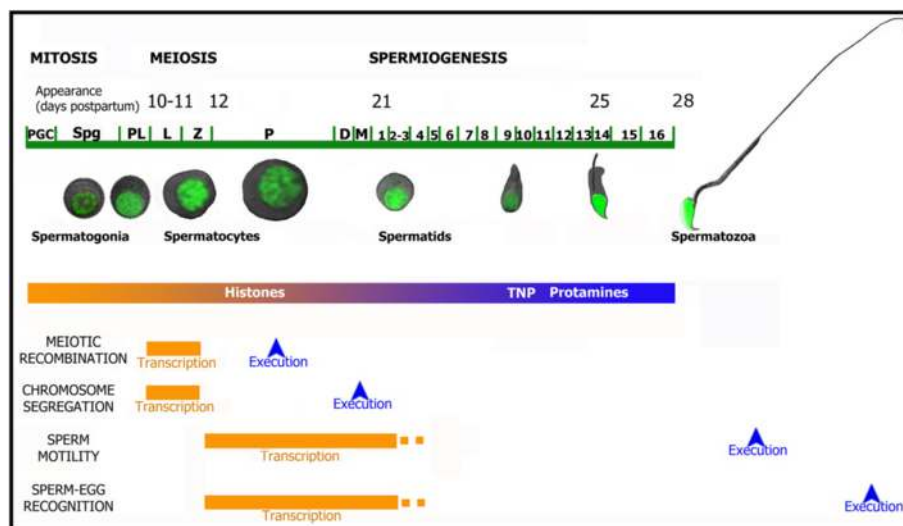 MITOSIS MEIOSIS SPERMIOGENESIS
Appearance
(days postpartum) 10-11 12 21 25 28
PGC Spg PL L Z P D M 1 2-3 4 5 6 7 8 9 10 11 12 13 14 15 16
Spermatogonia Spermatocytes Spermatids Spermatozoa
Histones TNP Protamines
MEIOTIC
RECOMBINATION
Transcription
Execution
CHROMOSOME
SEGREGATION
Transcription
Execution
SPERM
MOTILITY
Transcription
Execution
SPERM-EGG
RECOGNITION
Transcription
Execution